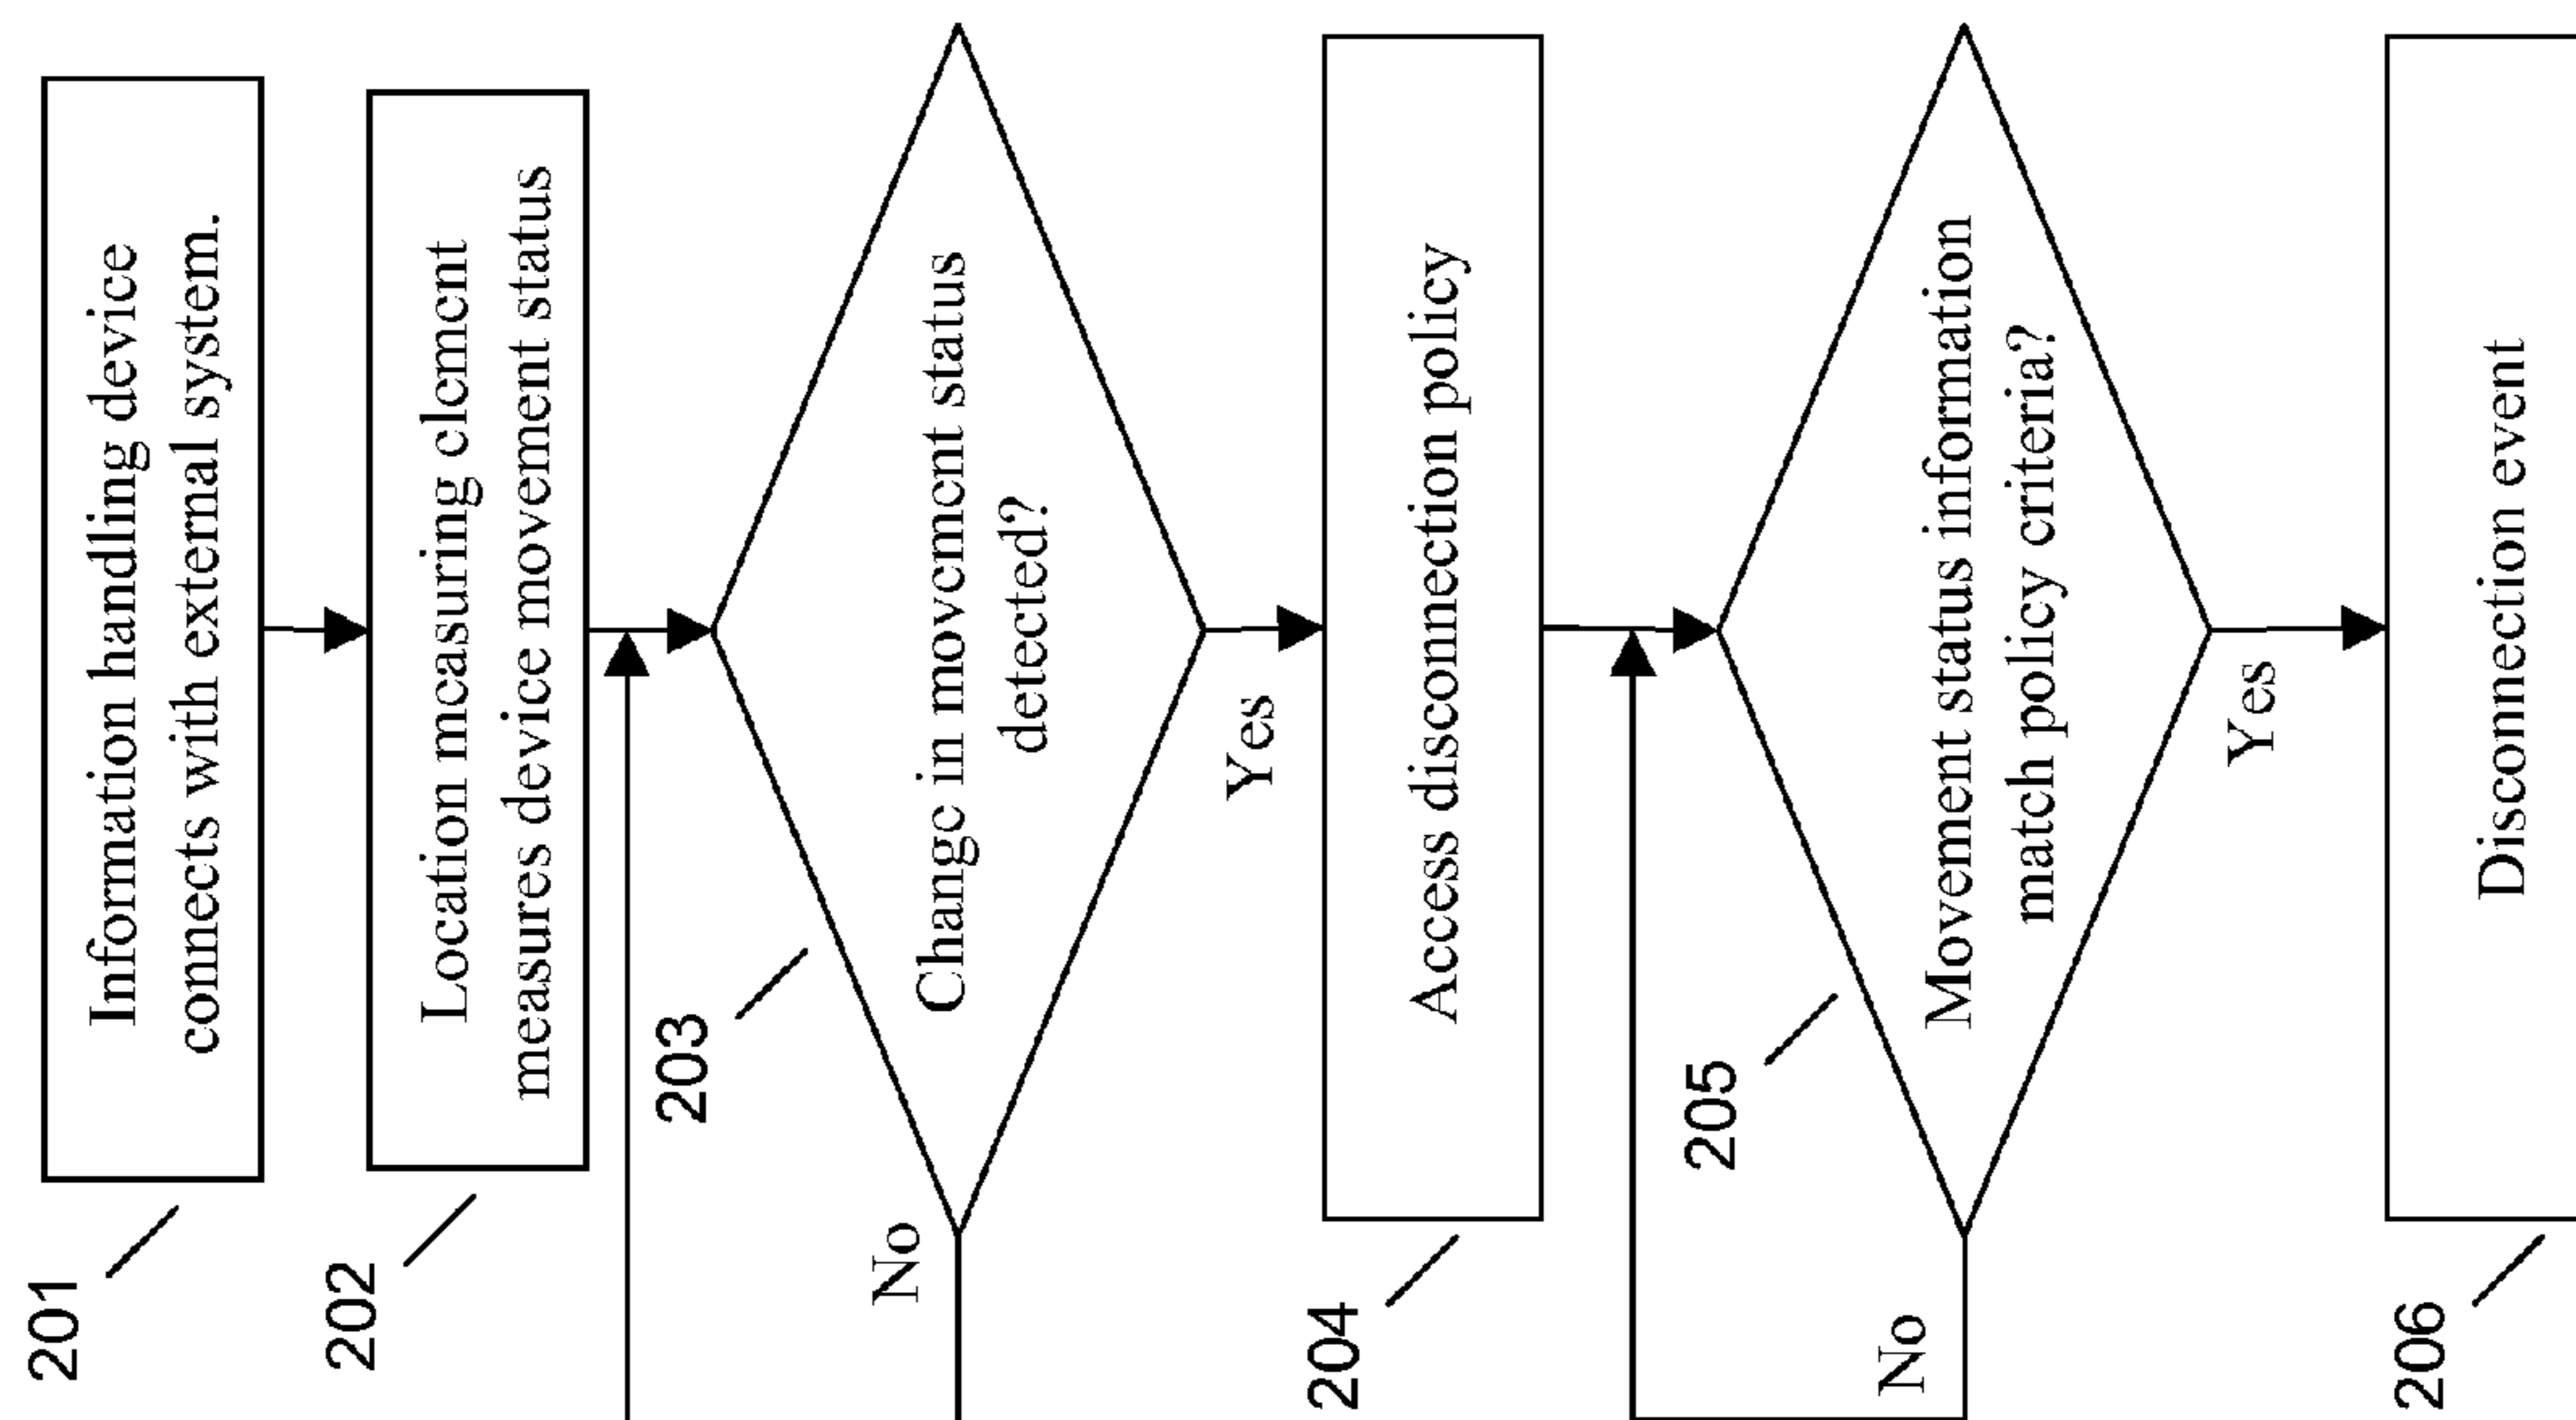 201
Information handling device
connects with external system.
202
Location measuring element
measures device movement status
203
Change in movement status
detected?
No
Yes
204
Access disconnection policy
205
Movement status information
match policy criteria?
No
Yes
206
Disconnection event